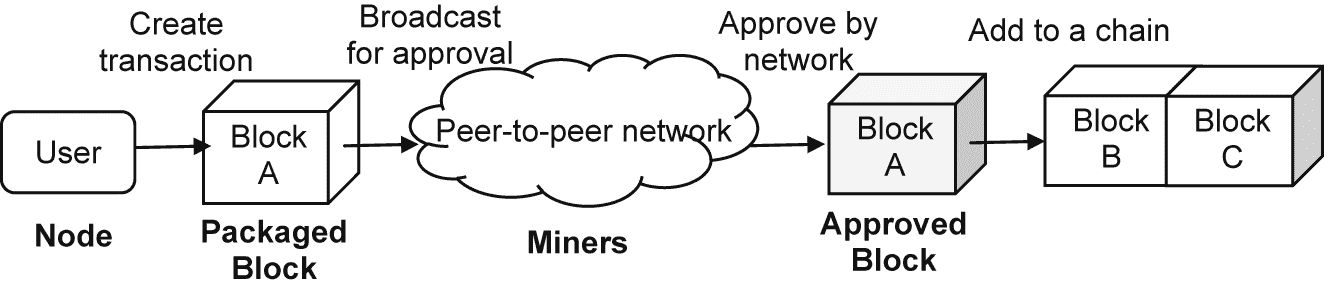 Create
transaction
Broadcast
for approval
Approve by
network
Add to a chain
User
Block
A
Peer-to-peer network
Block
A
Block
B
Block
C
Node
Packaged
Block
Miners
Approved
Block